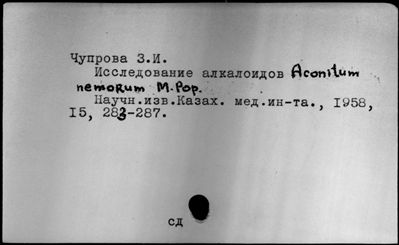 Чупрова З.И.
Исследование алкалоидов Aconitum
nemorum M.Pop.
Научн.изв.Казах. мед.ин-та., 1958,
15, 283-287.
сд